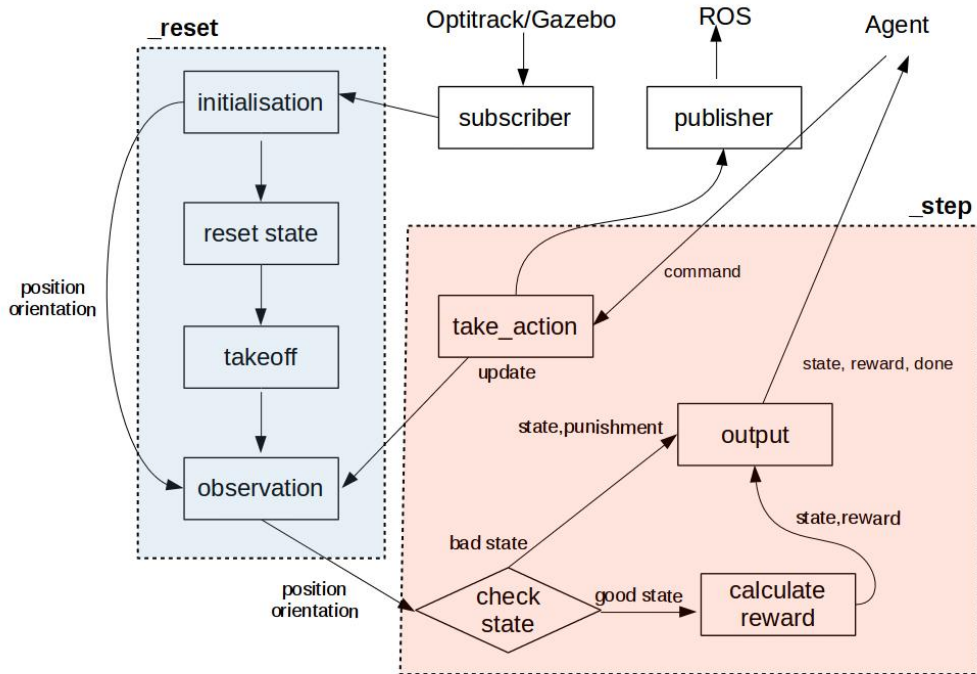 _reset
Optitrack/Gazebo
ROS
Agent
initialisation
subscriber
publisher
reset state
_step
position
orientation
command
take_action
takeoff
update
state, reward, done
state,punishment
output
observation
state,reward
bad state
position
orientation
check
state
good state
calculate
reward